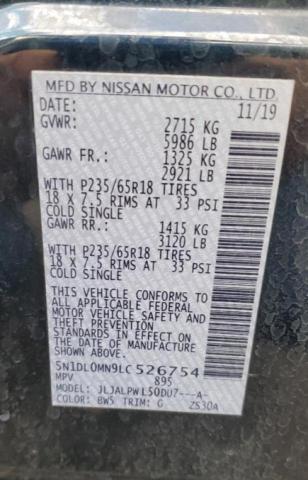 MFD BY NISSAN MOTOR CO., LTD.
DATE: 11/19
GVWR: 2715 KG
5986 LB
GAWR FR.: 1325 KG
2921 LB
WITH P235/65R18 TIRES
18 X 7.5 RIMS AT 33 PSI
COLD SINGLE
GAWR RR.: 1415 KG
3120 LB
WITH P235/65R18 TIRES
18 X 7.5 RIMS AT 33 PSI
COLD SINGLE
THIS VEHICLE CONFORMS TO
ALL APPLICABLE FEDERAL
MOTOR VEHICLE SAFETY AND
THEFT PREVENTION
STANDARDS IN EFFECT ON
THE DATE OF MANUFACTURE
SHOWN ABOVE.
5N1DL0MN9LC526754
MPV 895
MODEL: JLJALPWL50DU7---A-
COLOR: BW5 TRIM: G ZS30A